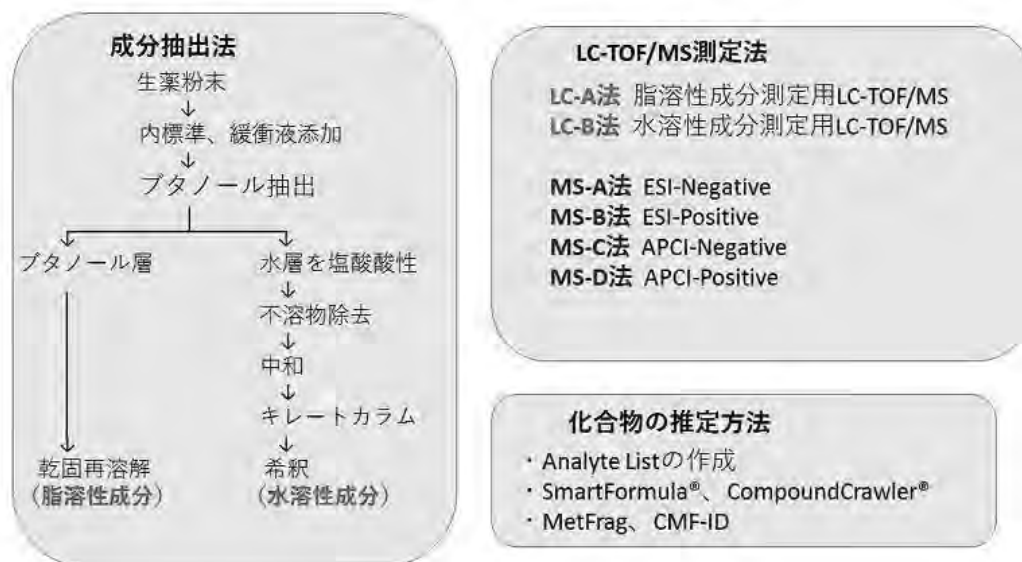 成分抽出法
生薬粉末
↓
内標準、緩衝液添加
↓
ブタノール抽出
ブタノール層
水層を塩酸酸性
↓
不溶物除去
↓
中和
↓
キレートカラム
↓
乾固再溶解
(脂溶性成分)
希釈
(水溶性成分)
LC-TOF/MS測定法
LC-A法 脂溶性成分測定用LC-TOF/MS
LC-B法 水溶性成分測定用LC-TOF/MS
MS-A法 ESI-Negative
MS-B法 ESI-Positive
MS-C法 APCI-Negative
MS-D法 APCI-Positive
化合物の推定方法
・Analyte Listの作成
・SmartFormula®、CompoundCrawler®
・MetFrag、CMF-ID